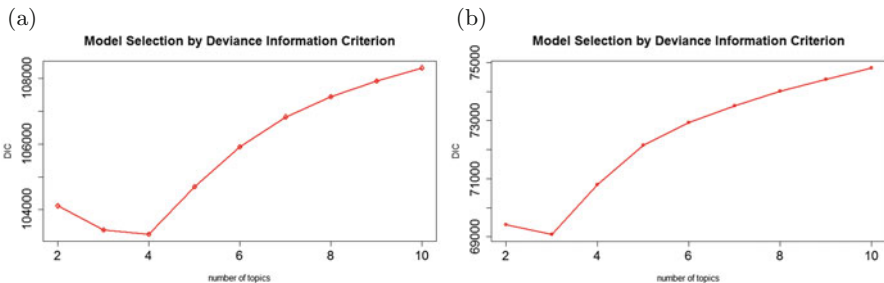 (a)
Model Selection by Deviance Information Criterion
DIC
108000
106000
104000
2 4 6 8 10
number of topics
(b)
Model Selection by Deviance Information Criterion
DIC
75000
73000
71000
69000
2 4 6 8 10
number of topics